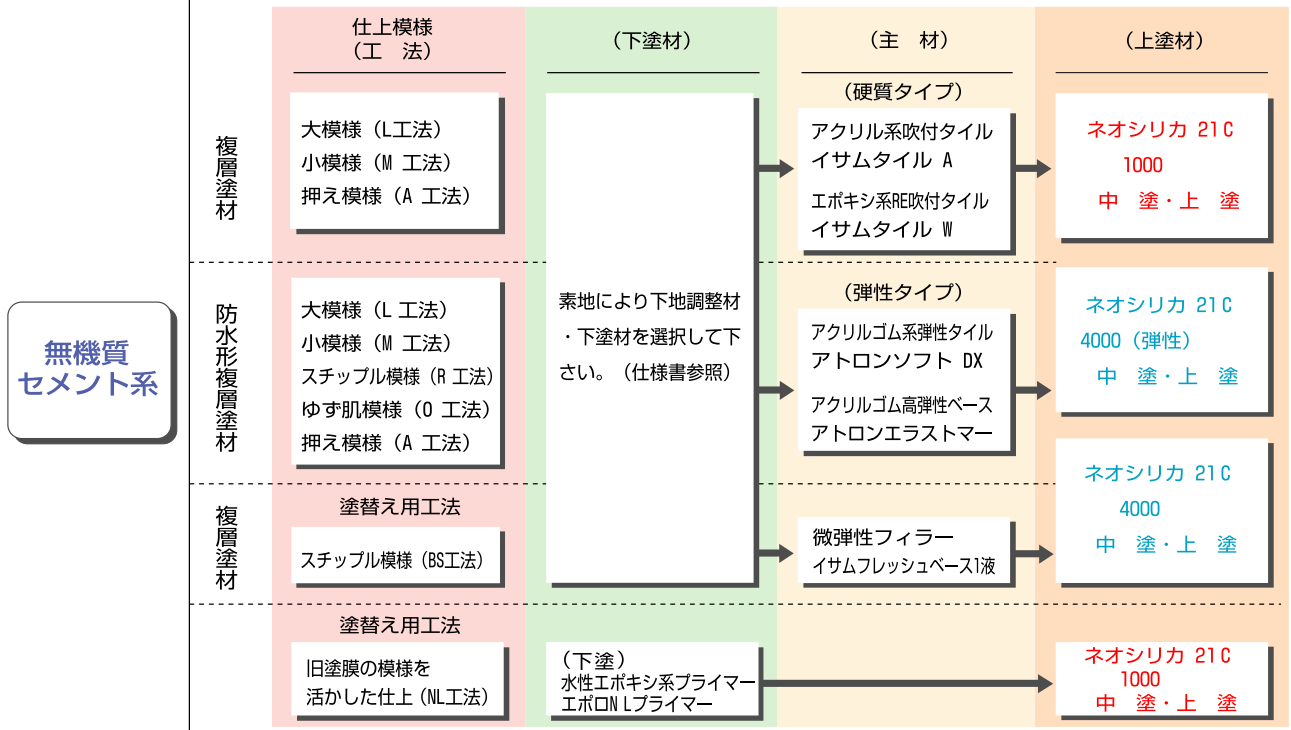 仕上模様
（工　法）
（下塗材）
（主　材）
（上塗材）
無機質
セメント系
複層塗材
大模様（L工法）
小模様（M 工法）
押え模様（A 工法）
素地により下地調整材
・下塗材を選択して下
さい。（仕様書参照）
（硬質タイプ）
アクリル系吹付タイル
イサムタイル A
エポキシ系RE吹付タイル
イサムタイル W
ネオシリカ 21C
1000
中　塗・上　塗
防水形複層塗材
大模様（L 工法）
小模様（M 工法）
スチップル模様（R 工法）
ゆず肌模様（O 工法）
押え模様（A 工法）
（弾性タイプ）
アクリルゴム系弾性タイル
アトロンソフト DX
アクリルゴム高弾性ベース
アトロンエラストマー
ネオシリカ 21C
4000（弾性）
中　塗・上　塗
複層塗材
塗替え用工法
スチップル模様（BS工法）
微弾性フィラー
イサムフレッシュベース1液
ネオシリカ 21C
4000
中　塗・上　塗
塗替え用工法
旧塗膜の模様を
活かした仕上（NL工法）
（下塗）
水性エポキシ系プライマー
エポロNLプライマー
ネオシリカ 21C
1000
中　塗・上　塗